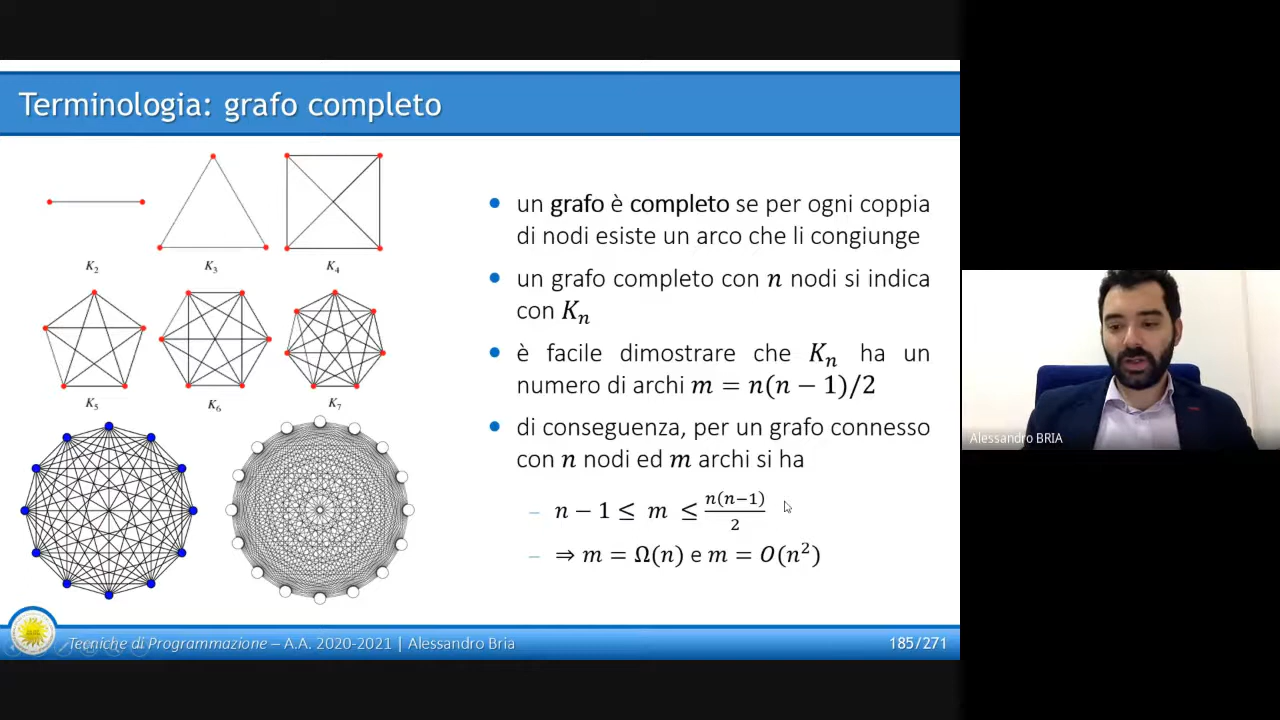 Terminologia: grafo completo
K₂
K₃
K₄
K₅
K₆
K₇
• un grafo è completo se per ogni coppia
di nodi esiste un arco che li congiunge
• un grafo completo con n nodi si indica
con Kₙ
• è facile dimostrare che Kₙ ha un
numero di archi m = n(n − 1)/2
• di conseguenza, per un grafo connesso
con n nodi ed m archi si ha
– n − 1 ≤ m ≤ n(n−1)/2
– ⇒ m = Ω(n) e m = O(n²)
Tecniche di Programmazione – A.A. 2020-2021 | Alessandro Bria
185/271
Alessandro BRIA